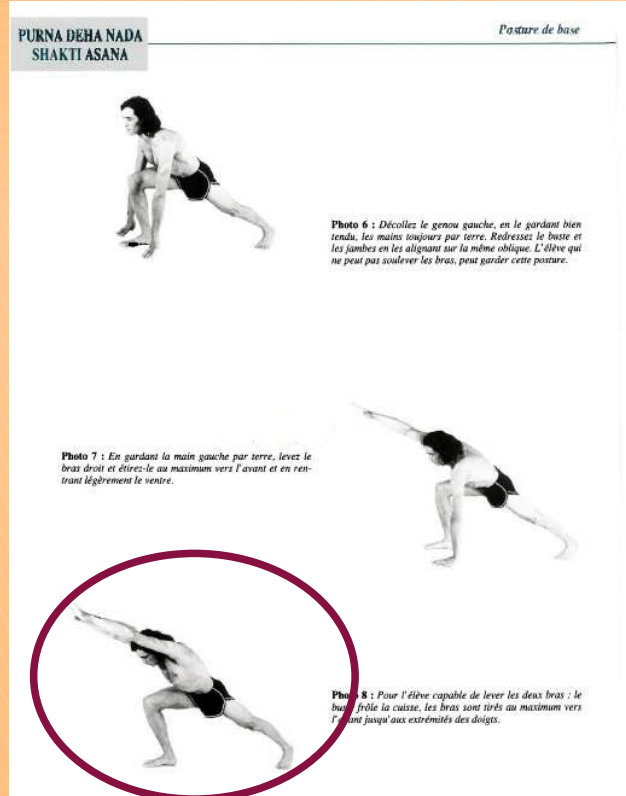 PURNA DEHA NADA
SHAKTI ASANA
Posture de base
Photo 6 : Décollez le genou gauche, en le gardant bien
tendu, les mains toujours par terre. Redressez le buste et
les jambes en les alignant sur la même oblique. L'élève qui
ne peut pas soulever les bras, peut garder cette posture.
Photo 7 : En gardant la main gauche par terre, levez le
bras droit et étirez-le au maximum vers l'avant et en ren-
trant légèrement le ventre.
Photo 8 : Pour l'élève capable de lever les deux bras : le
buste frôle la cuisse, les bras sont tirés au maximum vers
l'avant jusqu'aux extrémités des doigts.